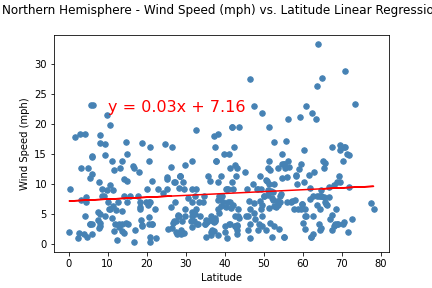 Northern Hemisphere - Wind Speed (mph) vs. Latitude Linear Regressio
y = 0.03x + 7.16
Wind Speed (mph)
30
25
20
15
10
5
0
0 10 20 30 40 50 60 70 80
Latitude